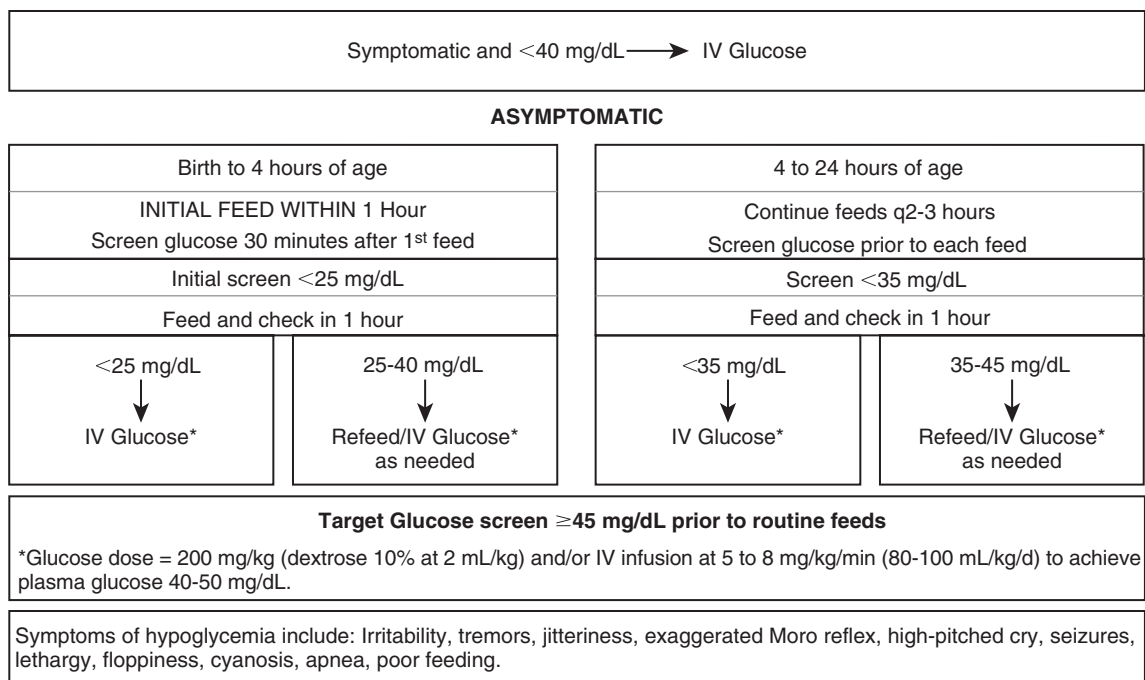 Symptomatic and <40 mg/dL → IV Glucose
ASYMPTOMATIC
Birth to 4 hours of age
INITIAL FEED WITHIN 1 Hour
Screen glucose 30 minutes after 1st feed
Initial screen <25 mg/dL
Feed and check in 1 hour
<25 mg/dL
IV Glucose*
25-40 mg/dL
Refeed/IV Glucose*
as needed
4 to 24 hours of age
Continue feeds q2-3 hours
Screen glucose prior to each feed
Screen <35 mg/dL
Feed and check in 1 hour
<35 mg/dL
IV Glucose*
35-45 mg/dL
Refeed/IV Glucose*
as needed
Target Glucose screen ≥45 mg/dL prior to routine feeds
*Glucose dose = 200 mg/kg (dextrose 10% at 2 mL/kg) and/or IV infusion at 5 to 8 mg/kg/min (80-100 mL/kg/d) to achieve
plasma glucose 40-50 mg/dL.
Symptoms of hypoglycemia include: Irritability, tremors, jitteriness, exaggerated Moro reflex, high-pitched cry, seizures,
lethargy, floppiness, cyanosis, apnea, poor feeding.